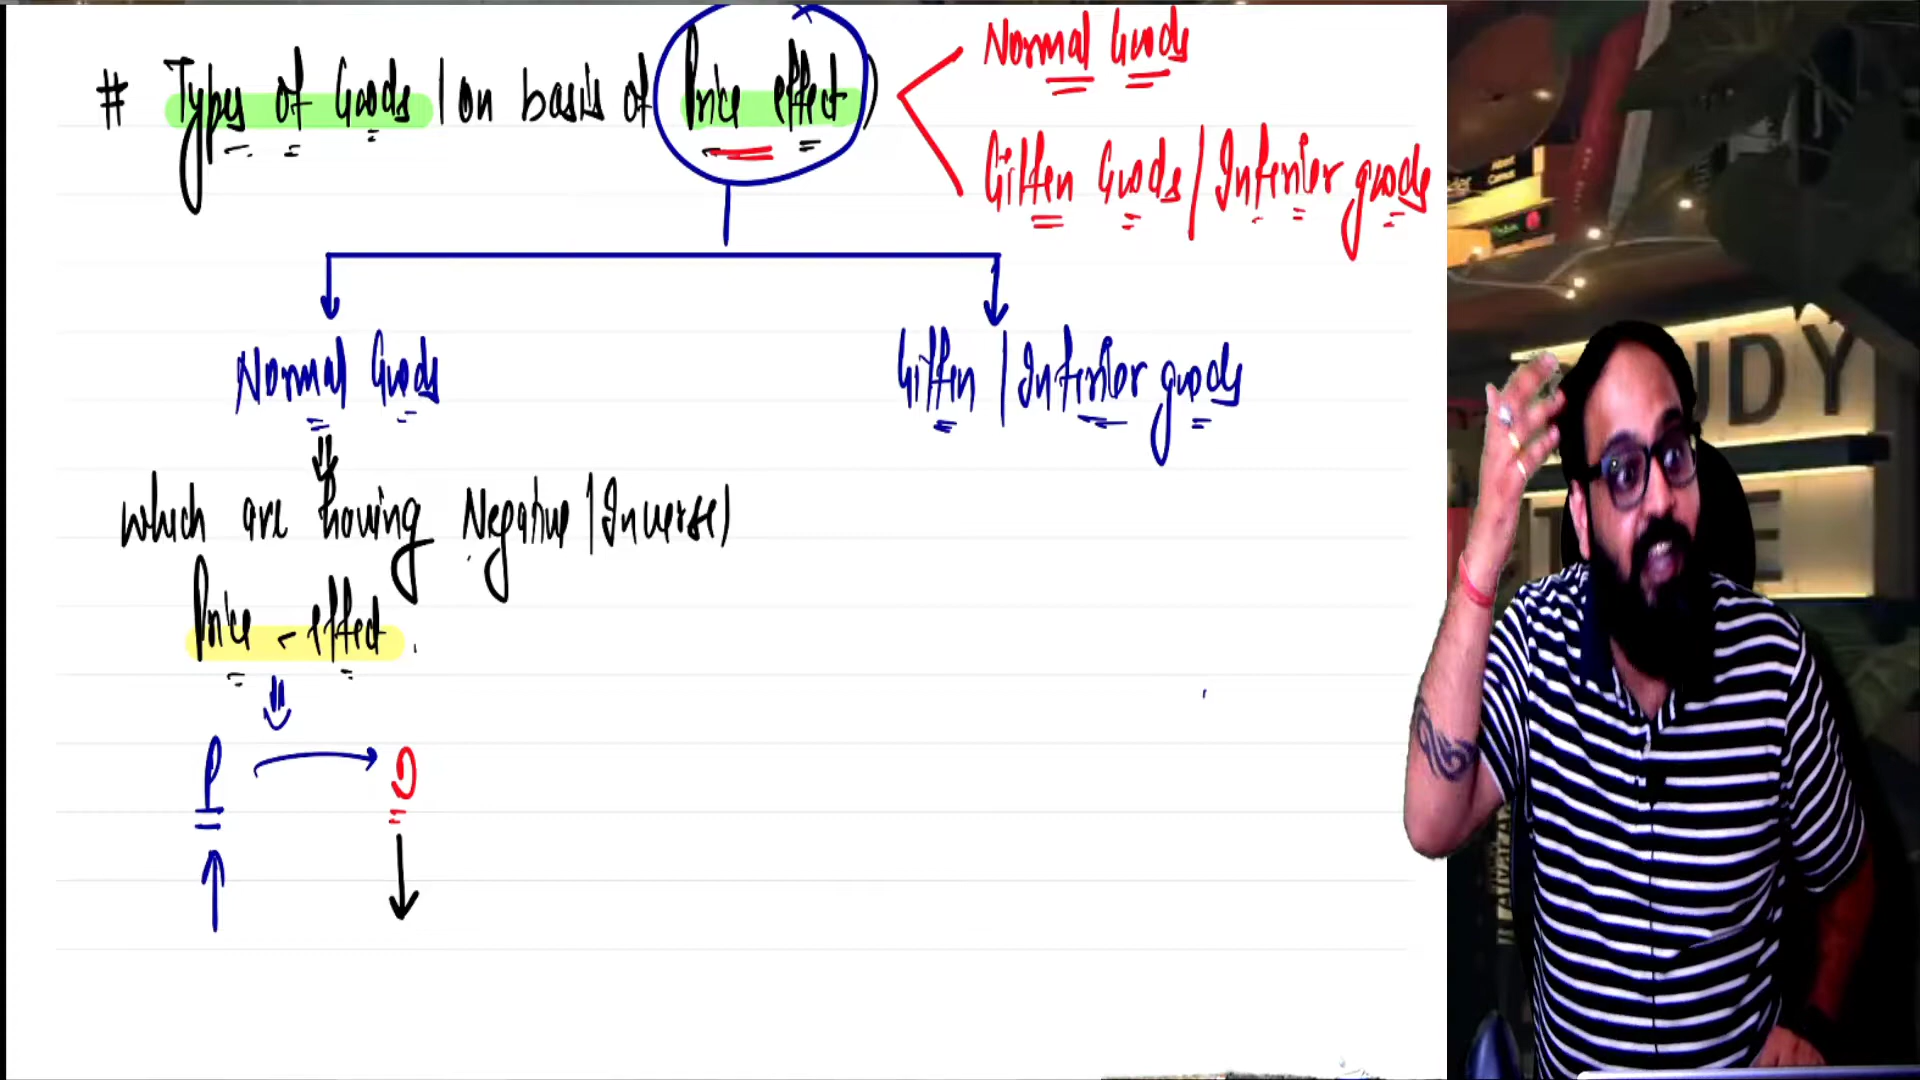 # Types of Goods (on basis of Price effect)
Normal Goods
Giffen Goods / Inferior goods
Normal Goods
Giffen / Inferior goods
which are having Negative (Inverse)
Price - effect.
P D
UDY